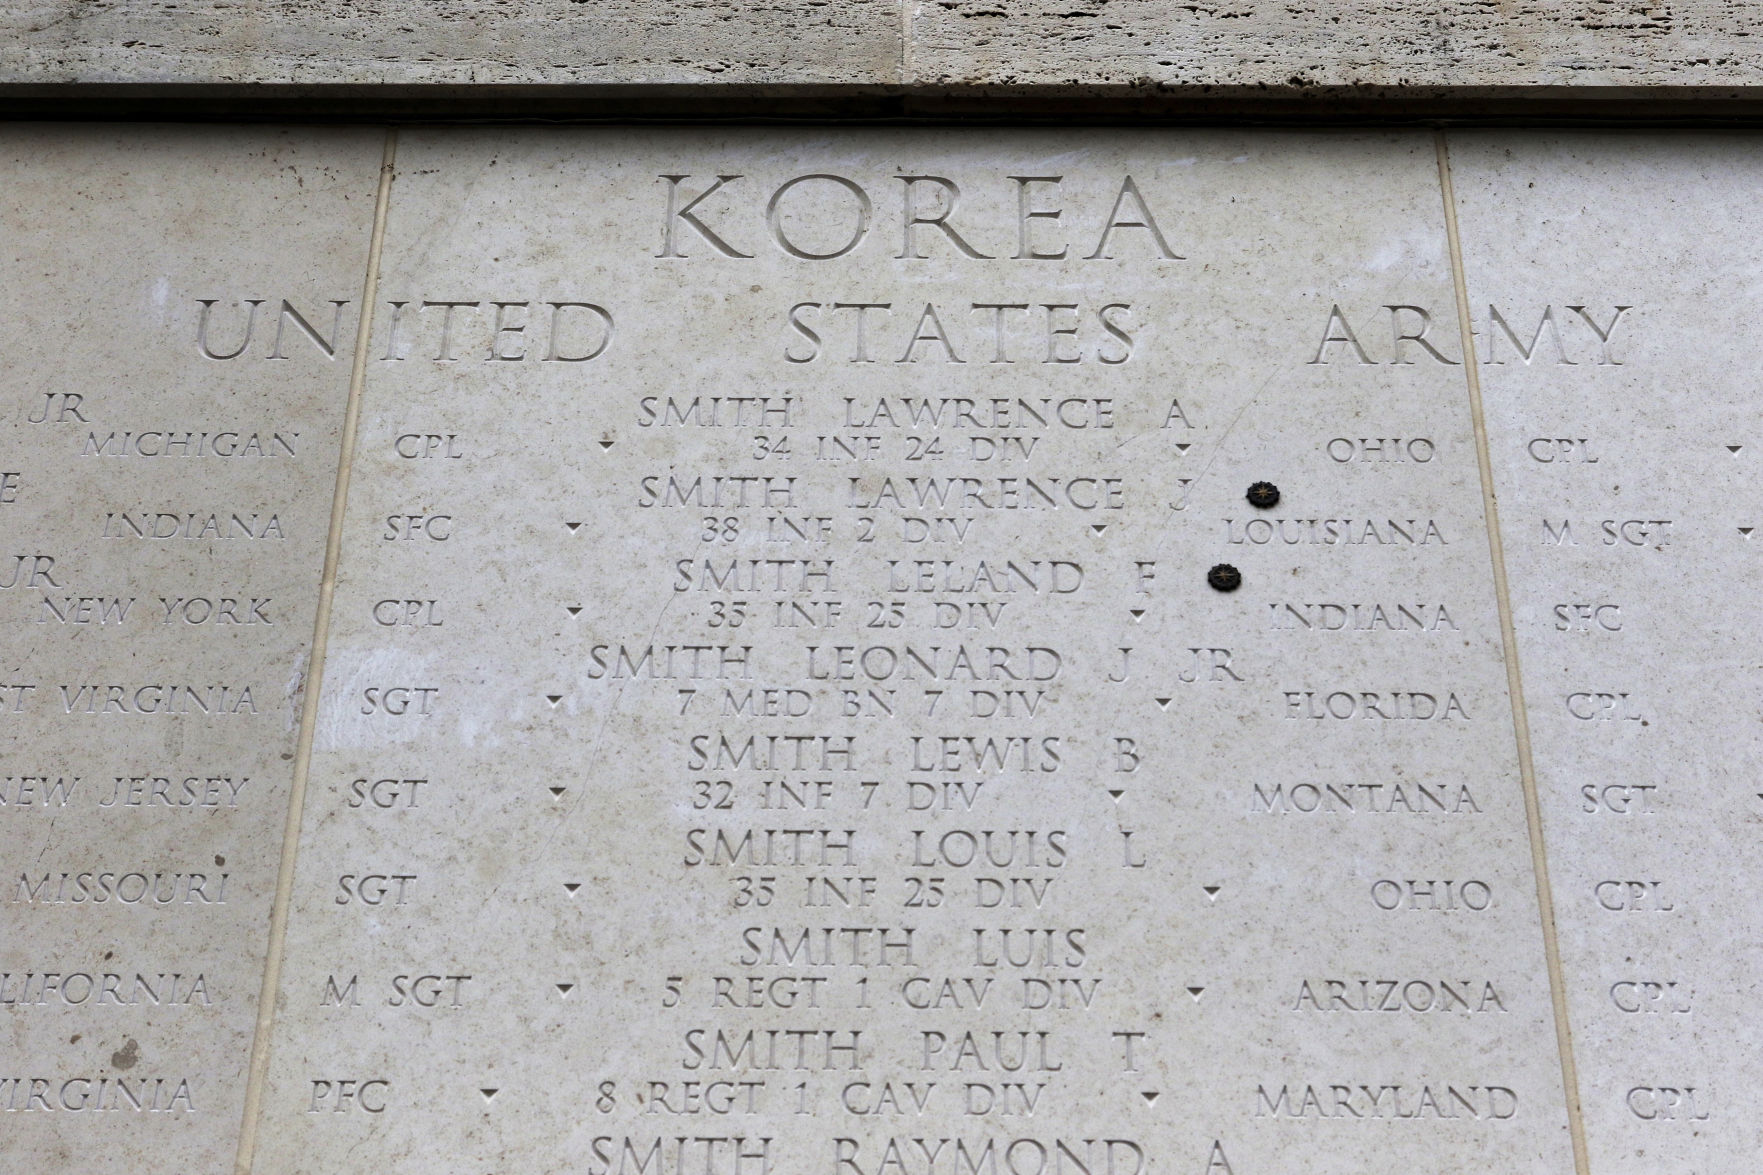 KOREA
UNITED STATES ARMY
JR
SMITH LAWRENCE A
MICHIGAN CPL 34 INF 24 DIV OHIO CPL
SMITH LAWRENCE J
INDIANA SFC 38 INF 2 DIV LOUISIANA M SGT
JR SMITH LELAND F
NEW YORK CPL 35 INF 25 DIV INDIANA SFC
SMITH LEONARD J JR
VIRGINIA SGT 7 MED BN 7 DIV FLORIDA CPL
SMITH LEWIS B
NEW JERSEY SGT 32 INF 7 DIV MONTANA SGT
SMITH LOUIS L
MISSOURI SGT 35 INF 25 DIV OHIO CPL
SMITH LUIS
LIFORNIA M SGT 5 REGT 1 CAV DIV ARIZONA CPL
SMITH PAUL T
VIRGINIA PFC 8 REGT 1 CAV DIV MARYLAND CPL
SMITH RAYMOND A